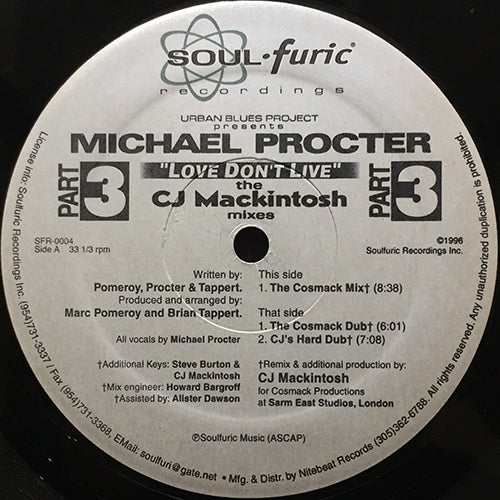 SOUL·furic
recordings
URBAN BLUES PROJECT
presents
MICHAEL PROCTER
PART 3
"LOVE DON'T LIVE"
the
CJ Mackintosh
mixes
PART 3
SFR-0004
Side A 33 1/3 rpm
©1996
Soulfuric Recordings Inc.
Written by:
Pomeroy, Procter & Tappert.
Produced and arranged by:
Marc Pomeroy and Brian Tappert.
All vocals by Michael Procter
This side
1. The Cosmack Mix† (8:38)
That side
1. The Cosmack Dub† (6:01)
2. CJ's Hard Dub† (7:08)
†Additional Keys: Steve Burton &
CJ Mackintosh
†Mix engineer: Howard Bargroff
†Assisted by: Alister Dawson
†Remix & additional production by:
CJ Mackintosh
for Cosmack Productions
at Sarm East Studios, London
℗Soulfuric Music (ASCAP)
License info: Soulfuric Recordings Inc. (954)731-3337 / Fax (954)731-3368, EMail: soulfuri@gate.net • Mfg. & Distr. by Nitebeat Records (305)362-6788. All rights reserved. Any unauthorized duplication is prohibited.